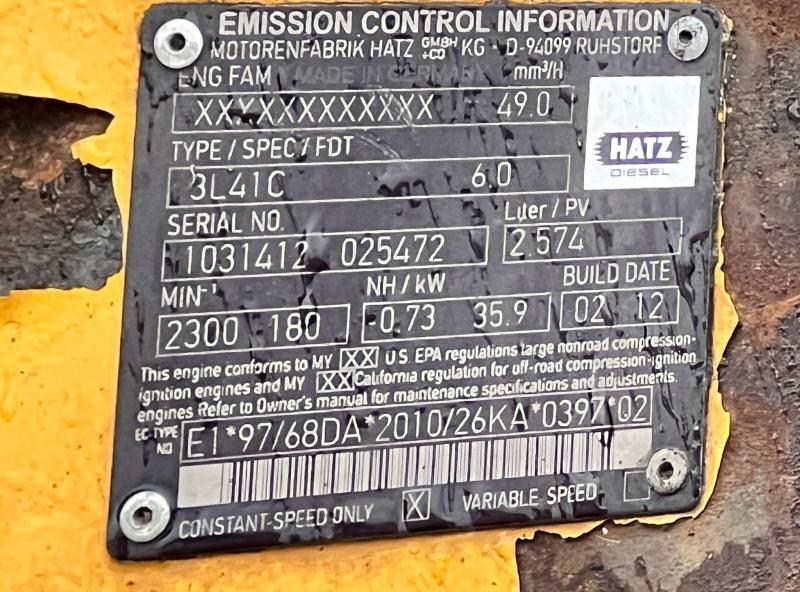 EMISSION CONTROL INFORMATION
MOTORENFABRIK HATZ GMBH +CO KG - D-94099 RUHSTORF
ENG FAM MADE IN GERMANY mm³/H
XXXXXXXXXXXX 49.0
HATZ
DIESEL
TYPE / SPEC / FDT
3L41C 6.0
SERIAL NO. Liter / PV
1031412 025472 2.574
MIN⁻¹ NH / kW BUILD DATE
2300 180 -0.73 35.9 02 12
This engine conforms to MY XX U.S. EPA regulations large nonroad compression-
ignition engines and MY XX California regulation for off-road compression-ignition
engines Refer to Owner's manual for maintenance specifications and adjustments.
EC-TYPE NO E1*97/68DA*2010/26KA*0397*02
CONSTANT-SPEED ONLY X VARIABLE SPEED